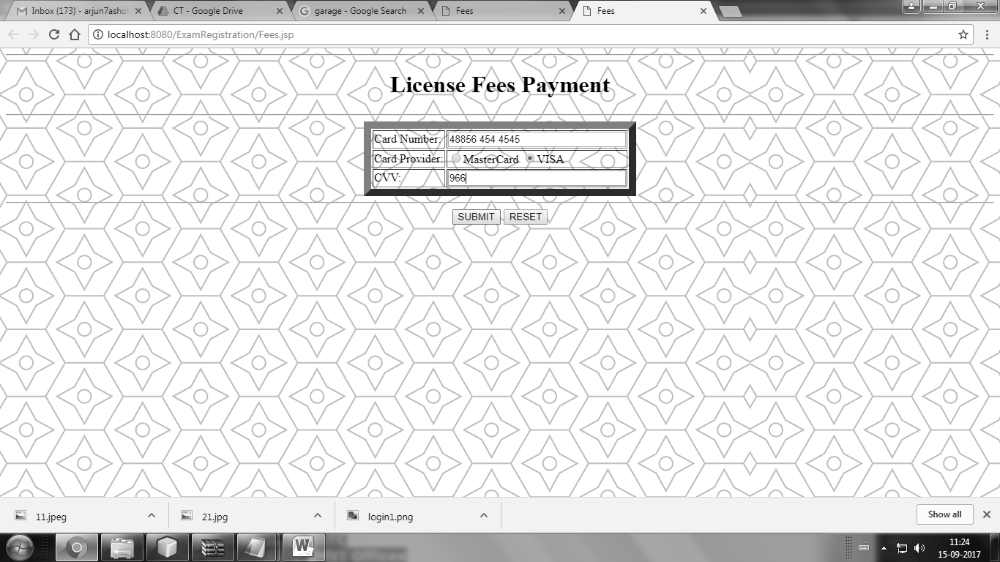 Inbox (173) - arjun7asho
CT - Google Drive
garage - Google Search
Fees
Fees
localhost:8080/ExamRegistration/Fees.jsp
License Fees Payment
Card Number: 48856 454 4545
Card Provider: MasterCard VISA
CVV: 966
SUBMIT RESET
11.jpeg
21.jpg
login1.png
Show all
11:24
15-09-2017